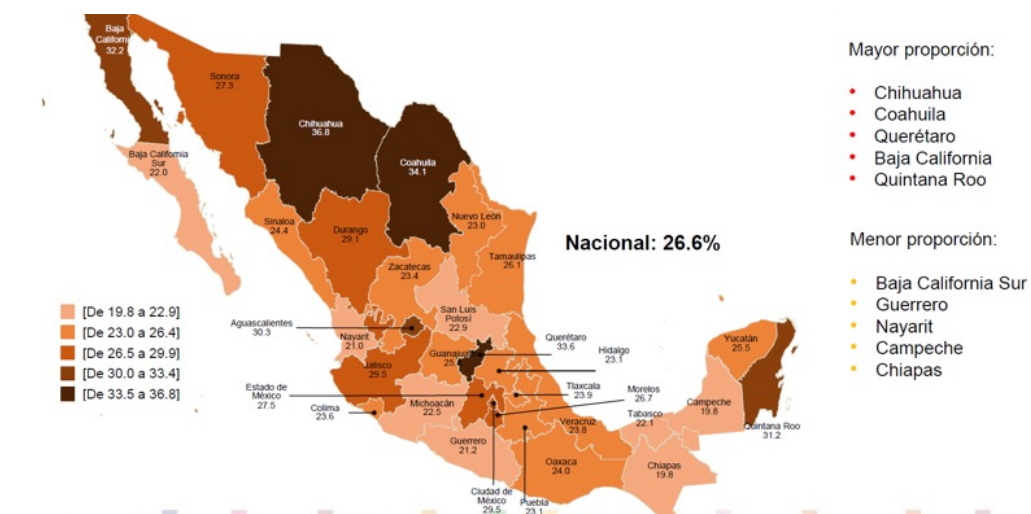 Baja
California
32.2
Sonora
27.3
Chihuahua
36.8
Coahuila
34.1
Baja California
Sur
22.0
Sinaloa
24.4
Durango
29.1
Nuevo León
23.0
Tamaulipas
26.1
Zacatecas
23.4
San Luis
Potosí
22.9
Nacional: 26.6%
[De 19.8 a 22.9]
[De 23.0 a 26.4]
[De 26.5 a 29.9]
[De 30.0 a 33.4]
[De 33.5 a 36.8]
Aguascalientes
30.3
Nayarit
21.0
Jalisco
29.5
Guanajuato
Querétaro
33.6
Hidalgo
23.1
Estado de
México
27.5
Colima
23.6
Michoacán
22.5
Tlaxcala
23.9
Morelos
26.7
Guerrero
21.2
Veracruz
23.8
Tabasco
22.1
Oaxaca
24.0
Ciudad de
México
29.5
Puebla
23.1
Chiapas
19.8
Campeche
19.8
Yucatán
25.5
Quintana Roo
31.2
Mayor proporción:
• Chihuahua
• Coahuila
• Querétaro
• Baja California
• Quintana Roo
Menor proporción:
• Baja California Sur
• Guerrero
• Nayarit
• Campeche
• Chiapas